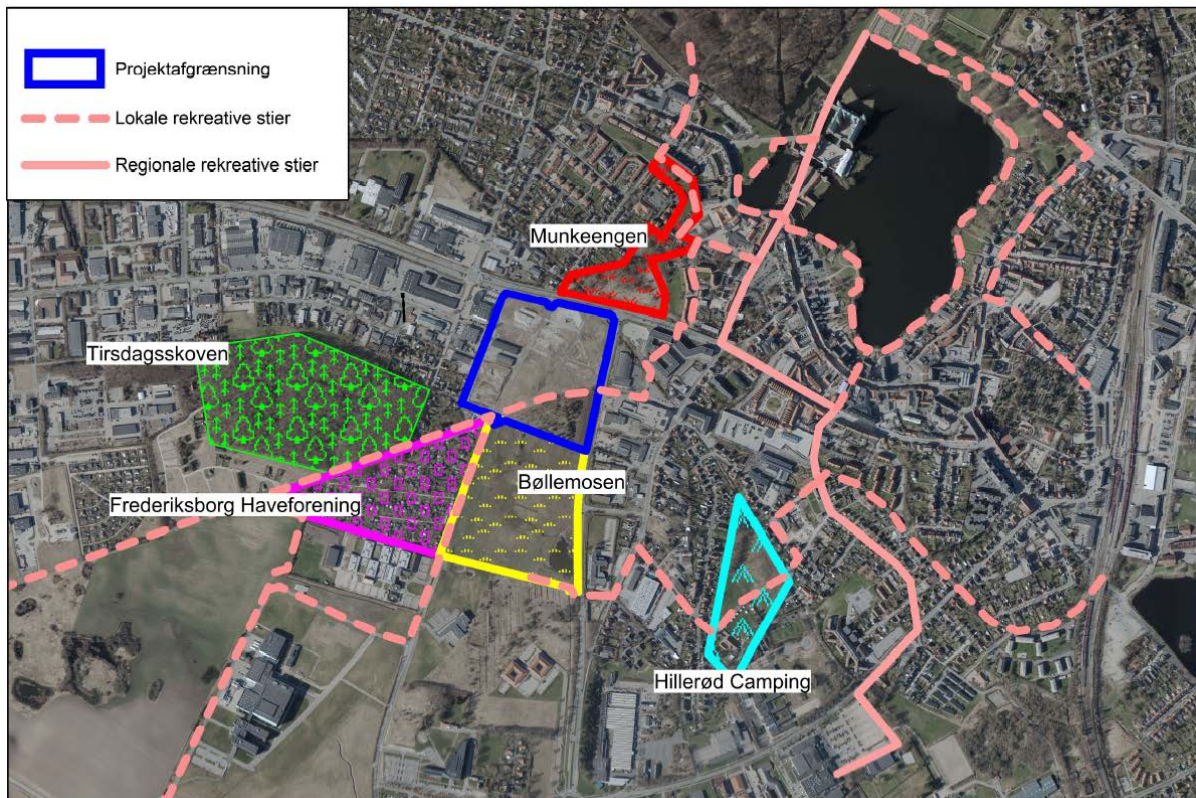 Projektafgrænsning
Lokale rekreative stier
Regionale rekreative stier
Munkeengen
Tirsdagsskoven
Bøllemosen
Frederiksborg Haveforening
Hillerød Camping